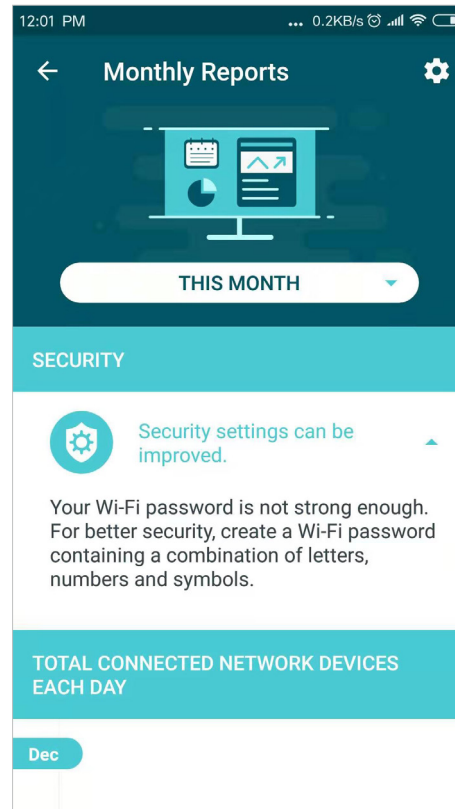 12:01 PM ... 0.2KB/s
Monthly Reports
THIS MONTH
SECURITY
Security settings can be
improved.
Your Wi-Fi password is not strong enough.
For better security, create a Wi-Fi password
containing a combination of letters,
numbers and symbols.
TOTAL CONNECTED NETWORK DEVICES
EACH DAY
Dec